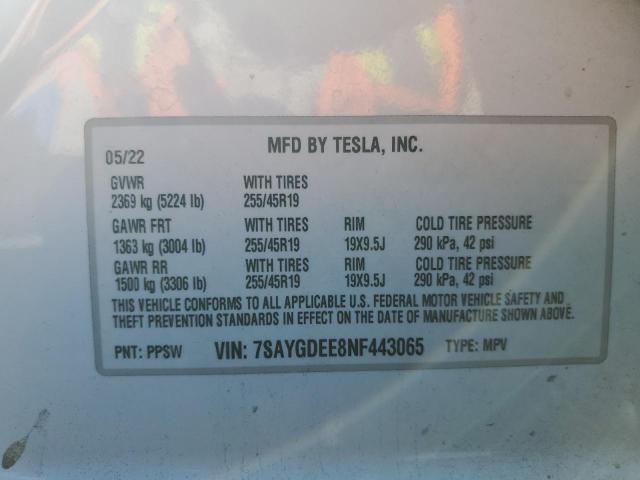 MFD BY TESLA, INC.
05/22
GVWR WITH TIRES
2369 kg (5224 lb) 255/45R19
GAWR FRT WITH TIRES RIM COLD TIRE PRESSURE
1363 kg (3004 lb) 255/45R19 19X9.5J 290 kPa, 42 psi
GAWR RR WITH TIRES RIM COLD TIRE PRESSURE
1500 kg (3306 lb) 255/45R19 19X9.5J 290 kPa, 42 psi
THIS VEHICLE CONFORMS TO ALL APPLICABLE U.S. FEDERAL MOTOR VEHICLE SAFETY AND
THEFT PREVENTION STANDARDS IN EFFECT ON THE DATE OF MANUFACTURE SHOWN ABOVE.
PNT: PPSW VIN: 7SAYGDEE8NF443065 TYPE: MPV